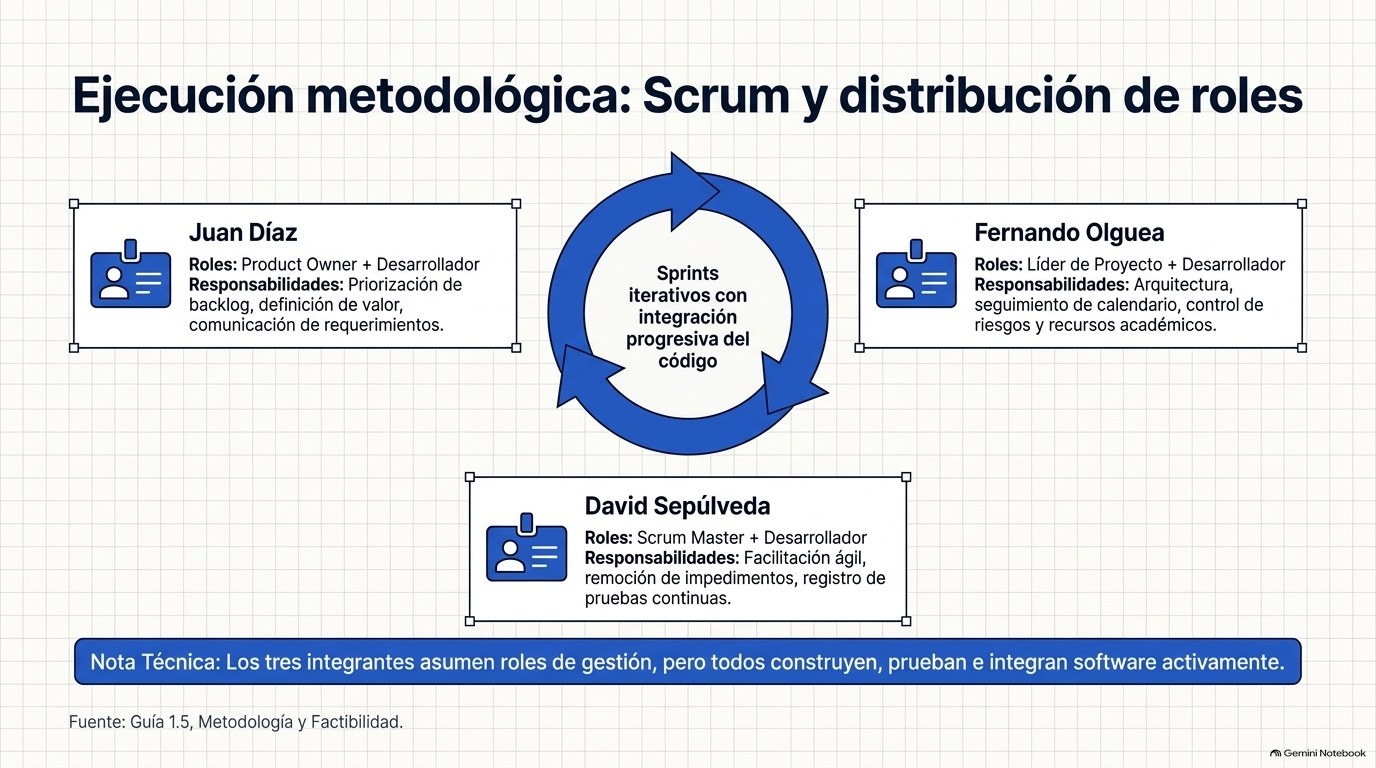 Ejecución metodológica: Scrum y distribución de roles
Juan Díaz
Roles: Product Owner + Desarrollador
Responsabilidades: Priorización de
backlog, definición de valor,
comunicación de requerimientos.
Sprints
iterativos con
integración
progresiva del
código
Fernando Olguea
Roles: Líder de Proyecto + Desarrollador
Responsabilidades: Arquitectura,
seguimiento de calendario, control de
riesgos y recursos académicos.
David Sepúlveda
Roles: Scrum Master + Desarrollador
Responsabilidades: Facilitación ágil,
remoción de impedimentos, registro de
pruebas continuas.
Nota Técnica: Los tres integrantes asumen roles de gestión, pero todos construyen, prueban e integran software activamente.
Fuente: Guía 1.5, Metodología y Factibilidad.
Gemini Notebook